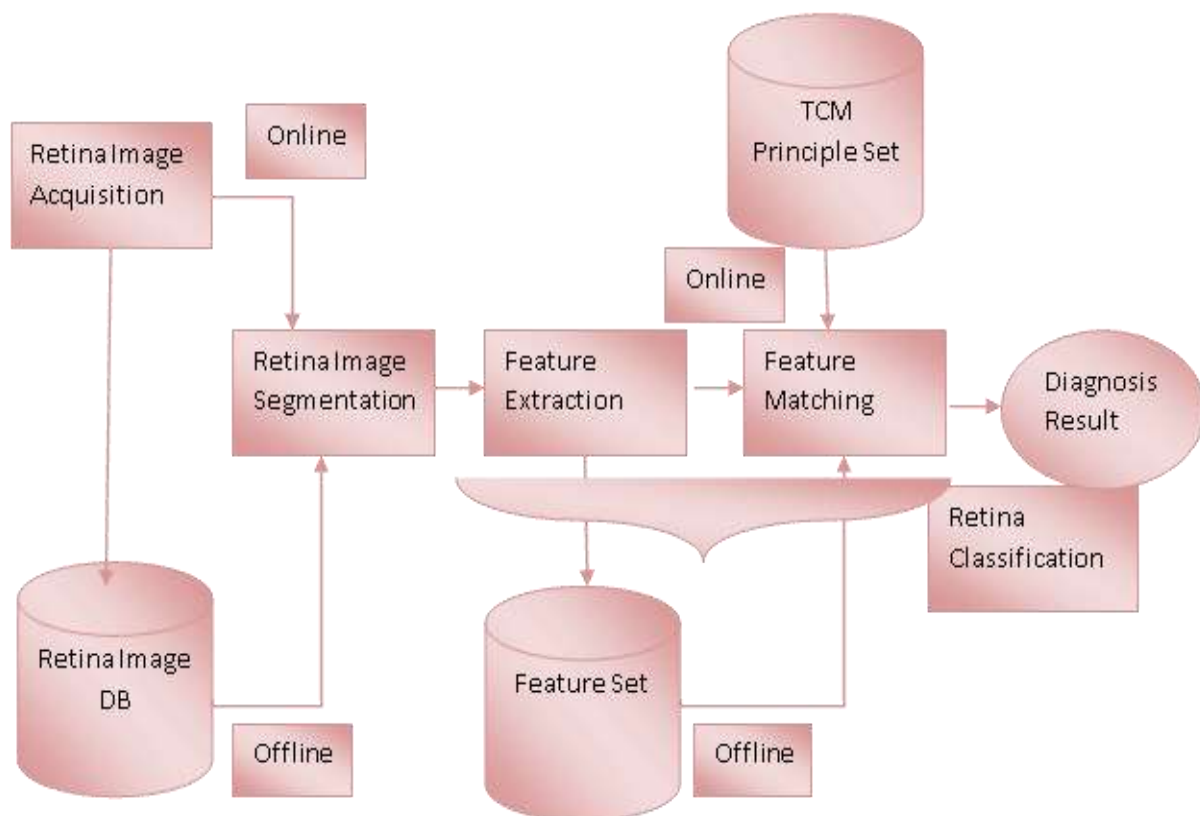 TCM
Principle Set
Online
Retina Image
Acquisition
Online
Retina Image
Segmentation
Feature
Extraction
Feature
Matching
Diagnosis
Result
Retina
Classification
Retina Image
DB
Feature Set
Offline
Offline